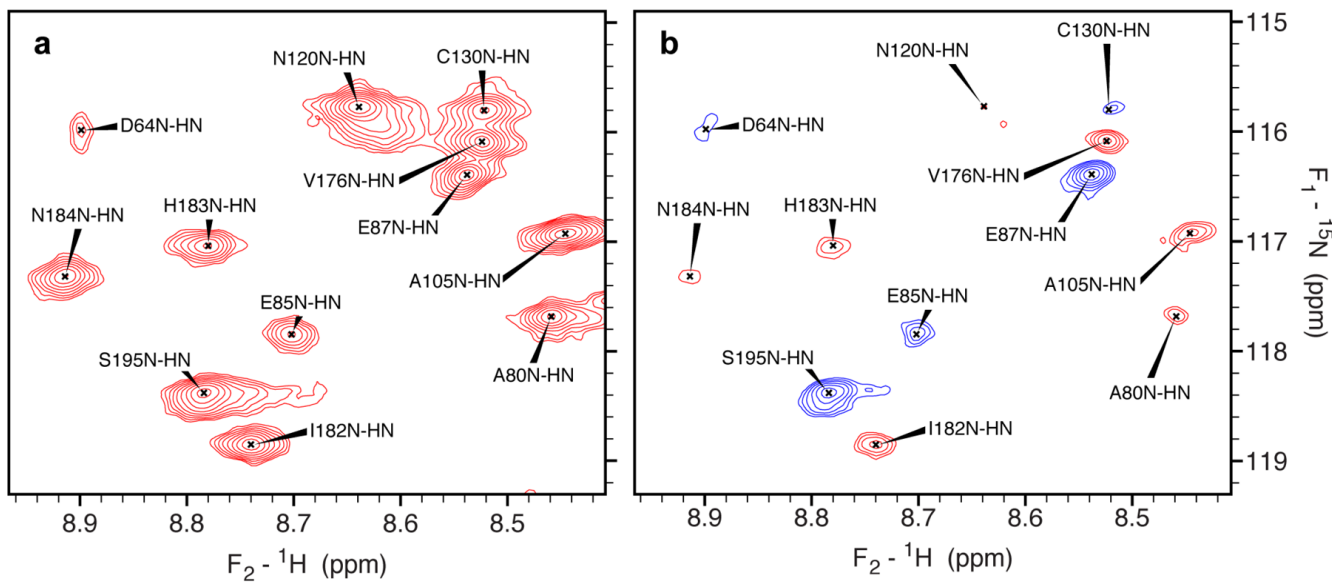 a
N120N-HN
C130N-HN
D64N-HN
V176N-HN
H183N-HN
N184N-HN
E87N-HN
A105N-HN
E85N-HN
S195N-HN
A80N-HN
I182N-HN
8.9 8.8 8.7 8.6 8.5
F2 - 1H (ppm)
b
C130N-HN
N120N-HN
D64N-HN
V176N-HN
N184N-HN
H183N-HN
E87N-HN
A105N-HN
E85N-HN
S195N-HN
A80N-HN
I182N-HN
8.9 8.8 8.7 8.6 8.5
F2 - 1H (ppm)
115
116
117
118
119
F1 - 15N (ppm)